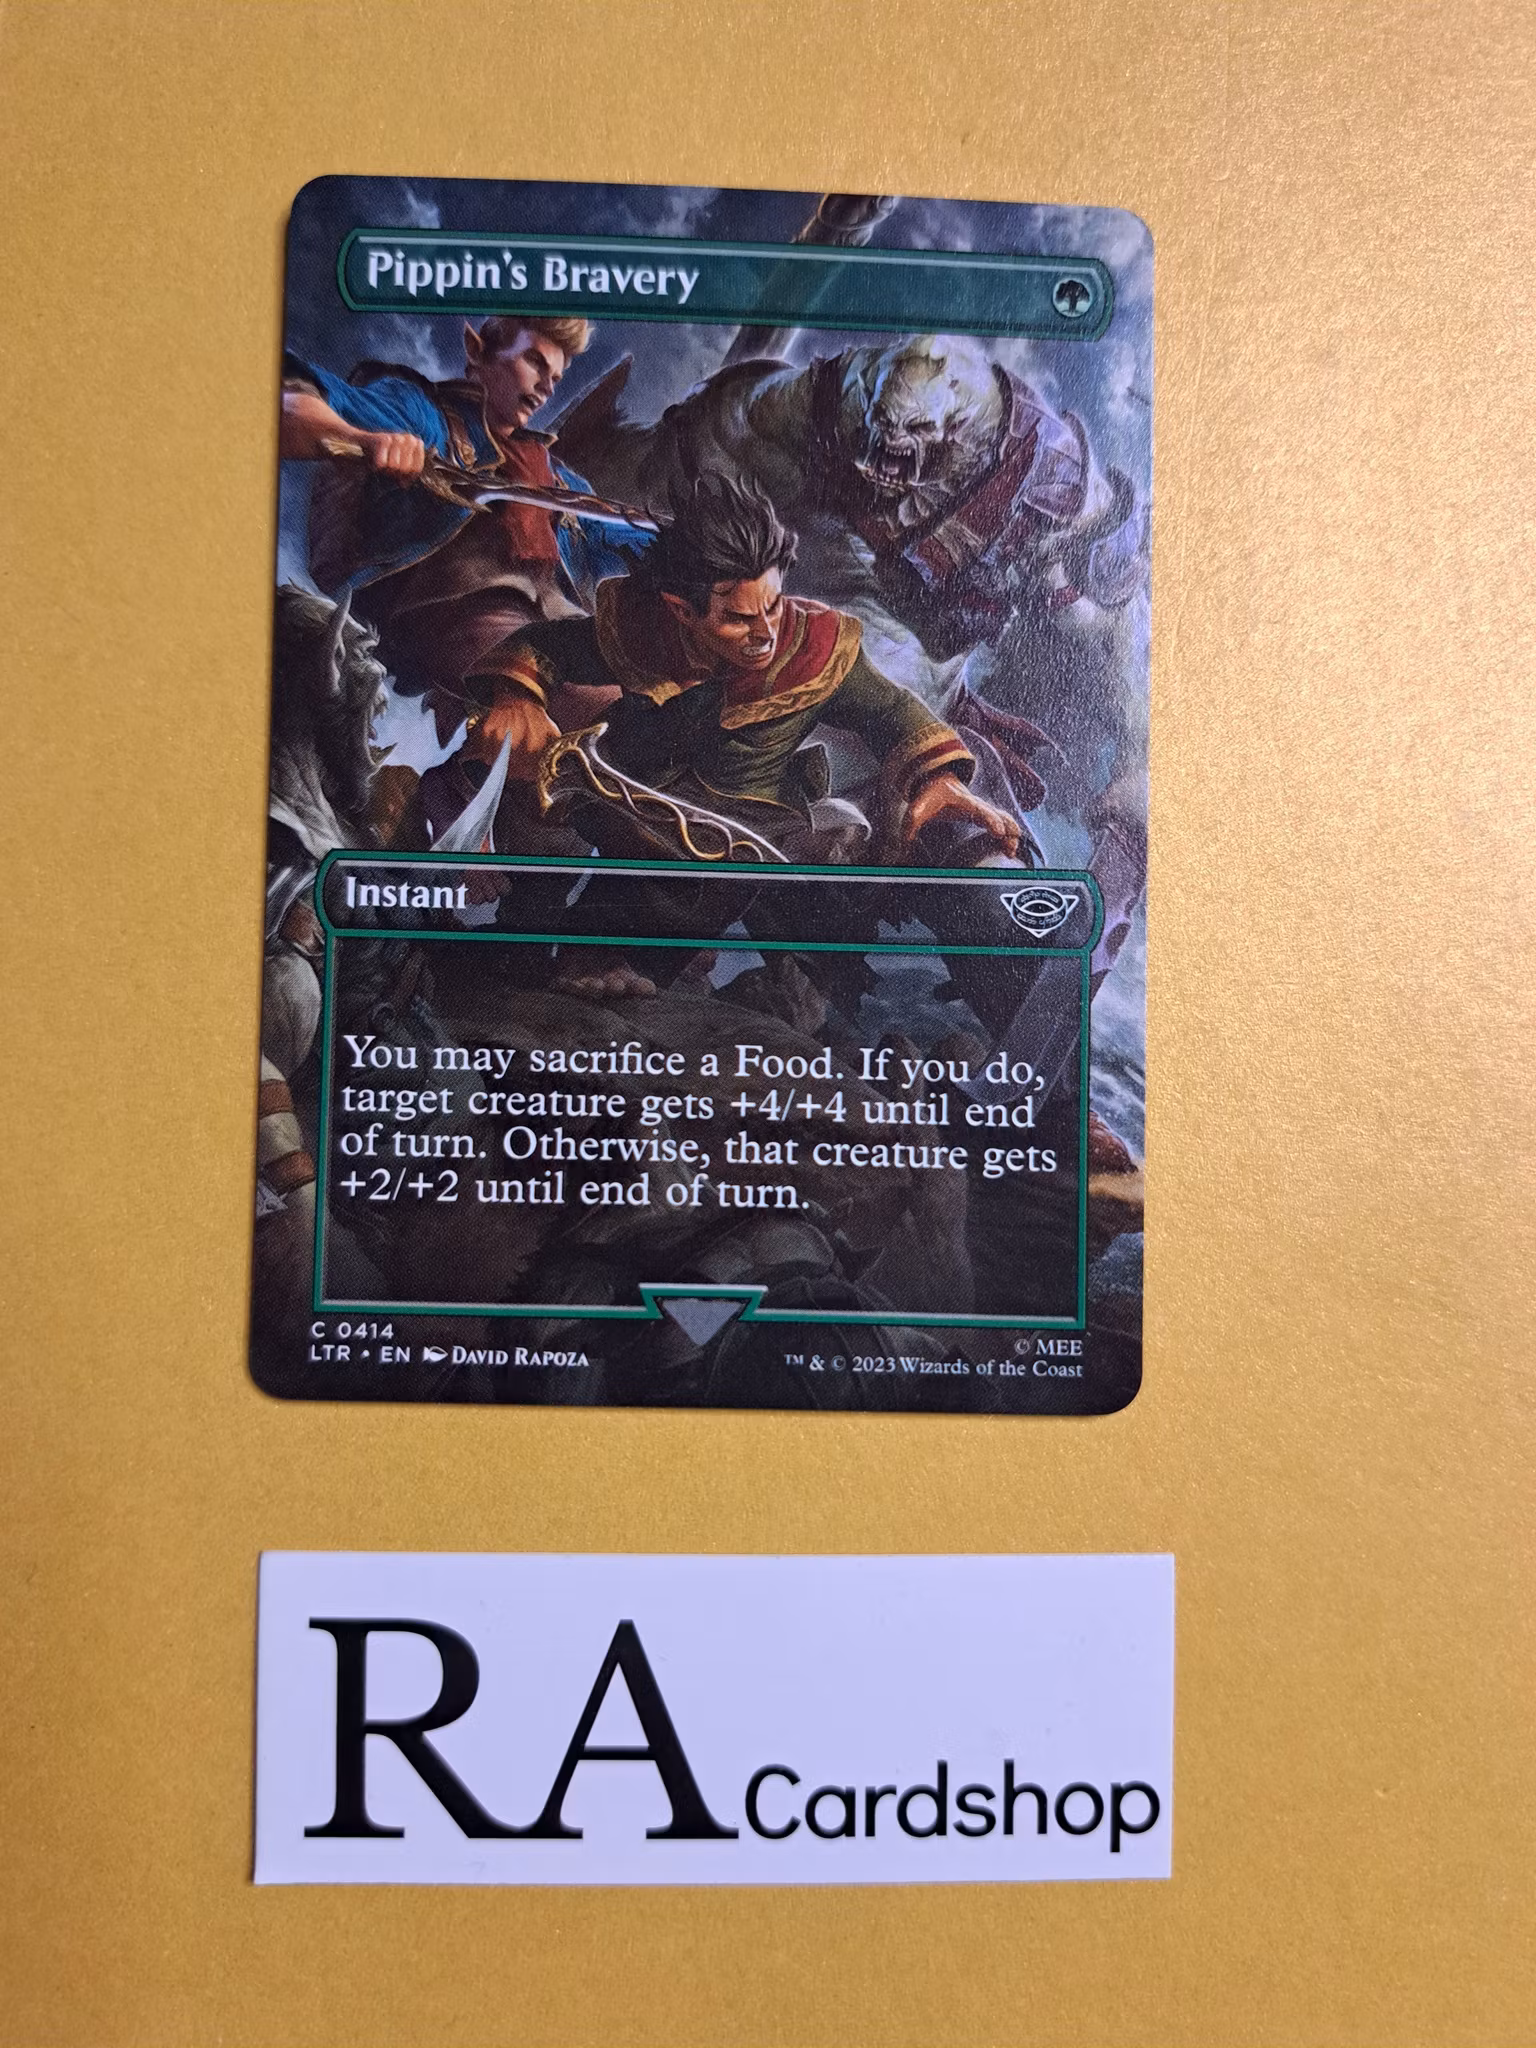 Pippin's Bravery
Instant
You may sacrifice a Food. If you do,
target creature gets +4/+4 until end
of turn. Otherwise, that creature gets
+2/+2 until end of turn.
C 0414
LTR • EN DAVID RAPOZA
© MEE
™ & © 2023 Wizards of the Coast
RA Cardshop